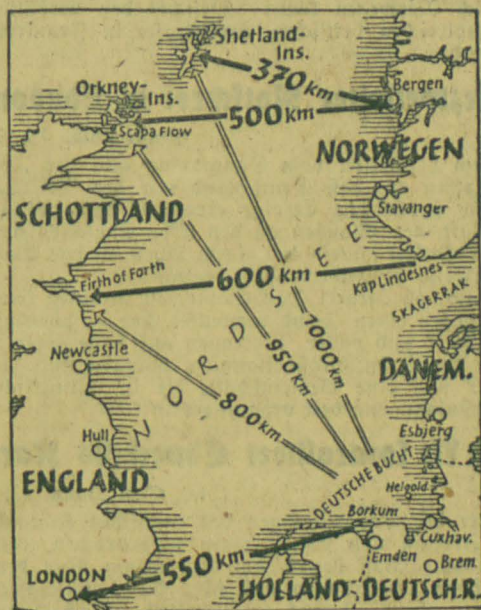 Shetland-
Ins.
370 km
Bergen
Orkney-
Ins.
500 km
Scapa Flow
NORWEGEN
Stavanger
SCHOTTLAND
Firth of Forth
600 km
Kap Lindesnes
SKAGERRAK
NORDSEE
950 km
1000 km
Newcastle
800 km
DÄNEM.
Esbjerg
Hull
ENGLAND
DEUTSCHE BUCHT
Helgold
Borkum
Cuxhav.
Emden
Brem.
550 km
LONDON
HOLLAND
DEUTSCH.R.